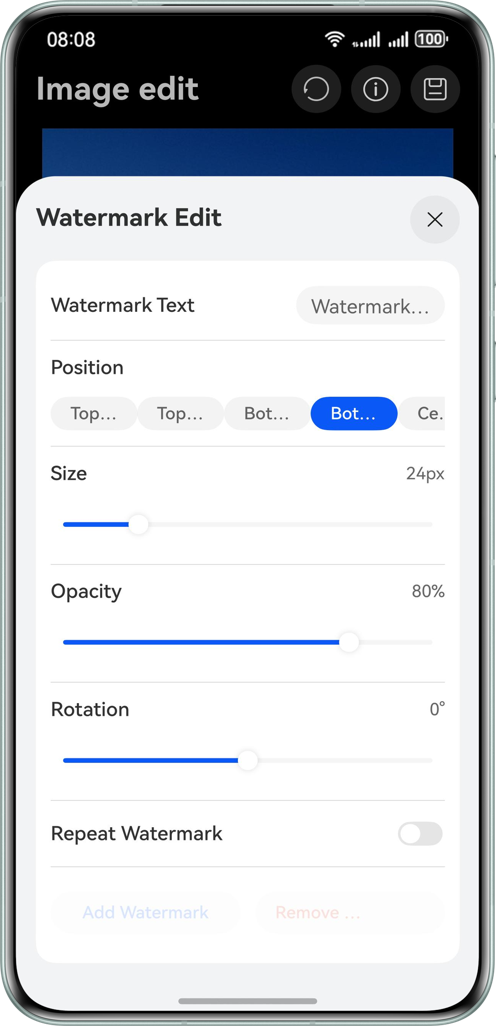 08:08 100
Image edit
Watermark Edit
Watermark Text Watermark...
Position
Top... Top... Bot... Bot... Ce.
Size 24px
Opacity 80%
Rotation 0°
Repeat Watermark
Add Watermark Remove ...